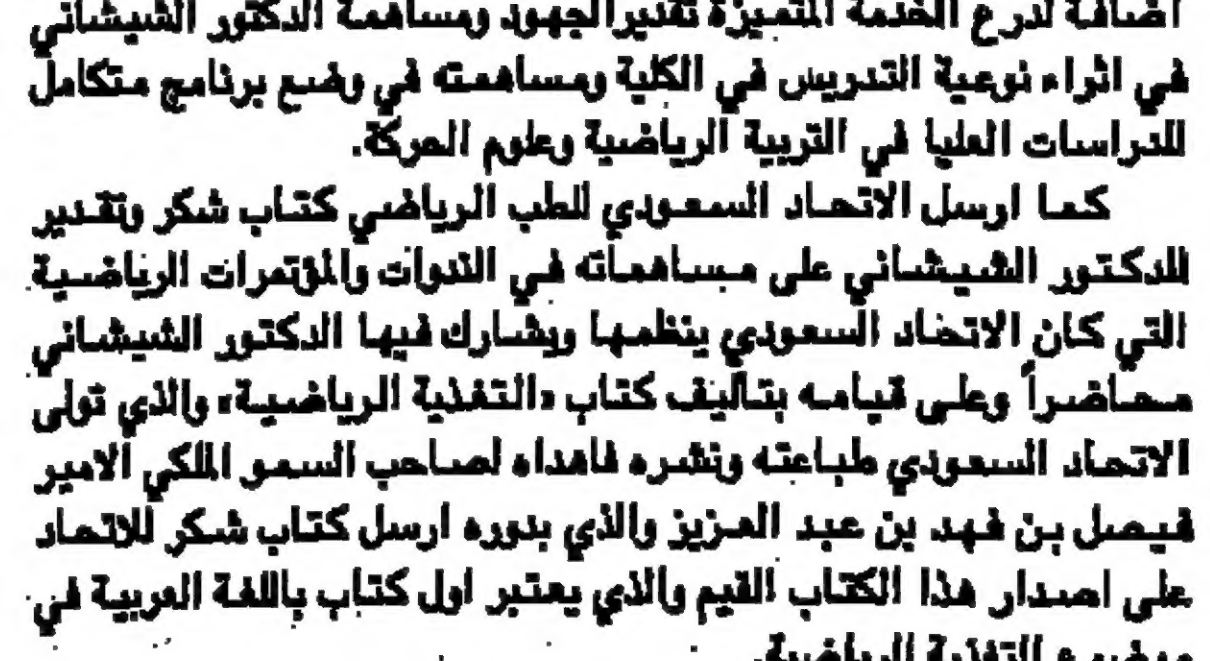 اضافة لدرع الخدمة المتميزة تقديرالجهود ومساهمة الدكتور الشيشاني
في اثراء نوعية التدريس في الكلية ومساهمته في وضع برنامج متكامل
للدراسات العليا في التربية الرياضية وعلوم الحركة.
كما ارسل الاتحاد السعودي للطب الرياضي كتاب شكر وتقدير
للدكتور الشيشاني على مساهماته في الندوات والمؤتمرات الرياضية
التي كان الاتحاد السعودي ينظمها ويشارك فيها الدكتور الشيشاني
محاضراً وعلى قيامه بتأليف كتاب «التغذية الرياضية» والذي تولى
الاتحاد السعودي طباعته ونشره فاهداه لصاحب السمو الملكي الامير
فيصل بن فهد بن عبد العزيز والذي بدوره ارسل كتاب شكر للاتحاد
على اصدار هذا الكتاب القيم والذي يعتبر اول كتاب باللغة العربية في
موضوع التغذية الرياضية.